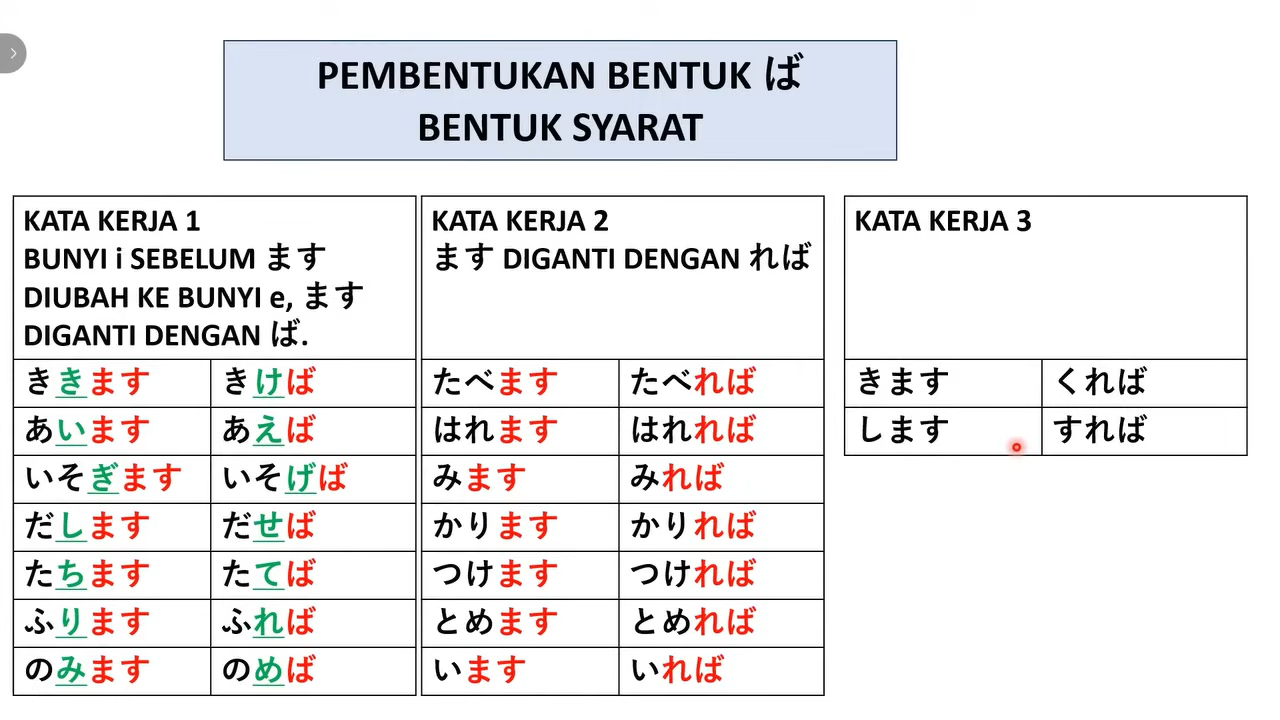 PEMBENTUKAN BENTUK ば
BENTUK SYARAT
KATA KERJA 1
BUNYI i SEBELUM ます
DIUBAH KE BUNYI e, ます
DIGANTI DENGAN ば.
ききます きけば
あいます あえば
いそぎます いそげば
だします だせば
たちます たてば
ふります ふれば
のみます のめば
KATA KERJA 2
ます DIGANTI DENGAN れば
たべます たべれば
はれます はれれば
みます みれば
かります かりれば
つけます つければ
とめます とめれば
います いれば
KATA KERJA 3
きます くれば
します すれば